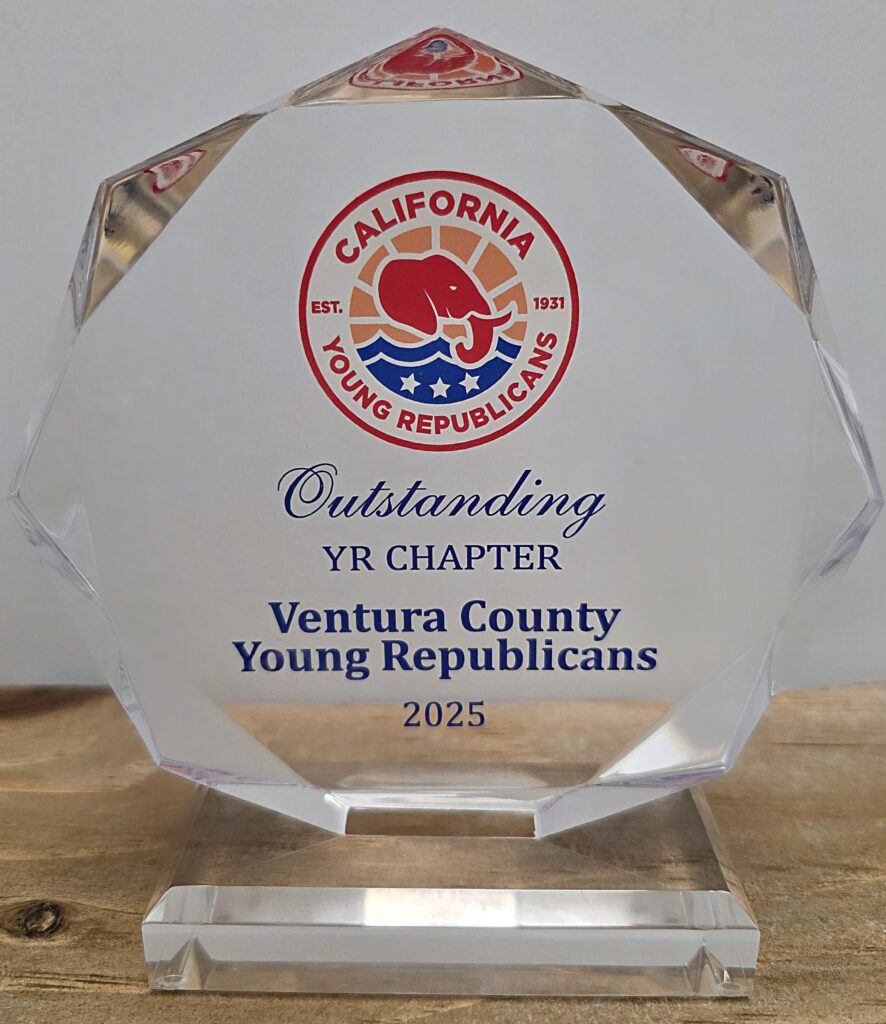 CALIFORNIA
EST. 1931
YOUNG REPUBLICANS
Outstanding
YR CHAPTER
Ventura County
Young Republicans
2025